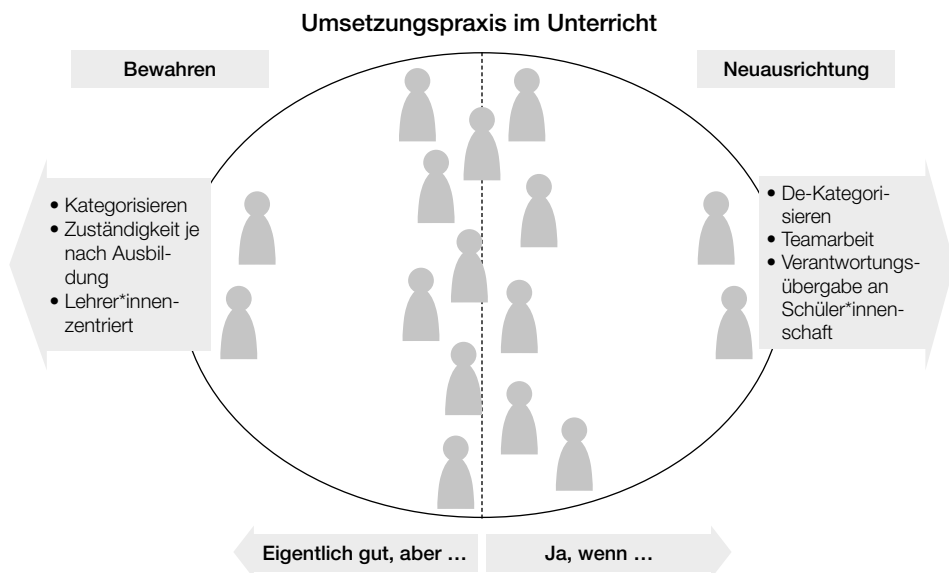 Umsetzungspraxis im Unterricht
Bewahren
Neuausrichtung
• Kategorisieren
• Zuständigkeit je
nach Ausbil-
dung
• Lehrer*innen-
zentriert
• De-Kategori-
sieren
• Teamarbeit
• Verantwortungs-
übergabe an
Schüler*innen-
schaft
Eigentlich gut, aber ...
Ja, wenn ...